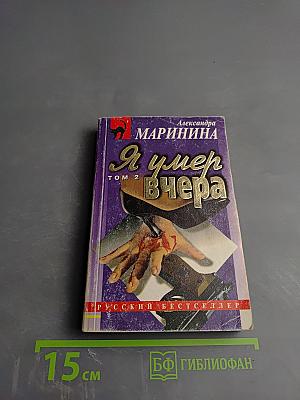 Александра
МАРИНИНА
Я умер
ТОМ 2
вчера
РУССКИЙ БЕСТСЕЛЛЕР
15 см
БФ ГИБЛИОФАН